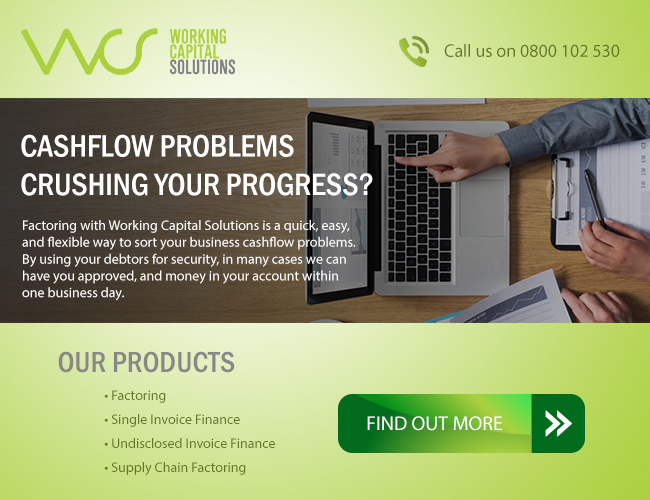 WCS
WORKING
CAPITAL
SOLUTIONS
Call us on 0800 102 530
CASHFLOW PROBLEMS
CRUSHING YOUR PROGRESS?
Factoring with Working Capital Solutions is a quick, easy,
and flexible way to sort your business cashflow problems.
By using your debtors for security, in many cases we can
have you approved, and money in your account within
one business day.
OUR PRODUCTS
• Factoring
• Single Invoice Finance
• Undisclosed Invoice Finance
• Supply Chain Factoring
FIND OUT MORE